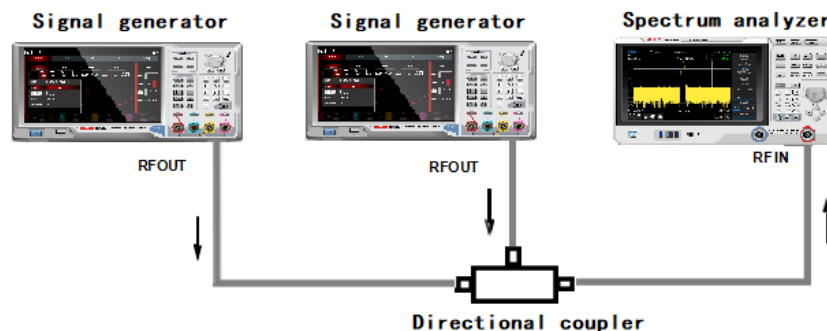 Signal generator
Signal generator
Spectrum analyzer
RFOUT
RFOUT
RFIN
Directional coupler